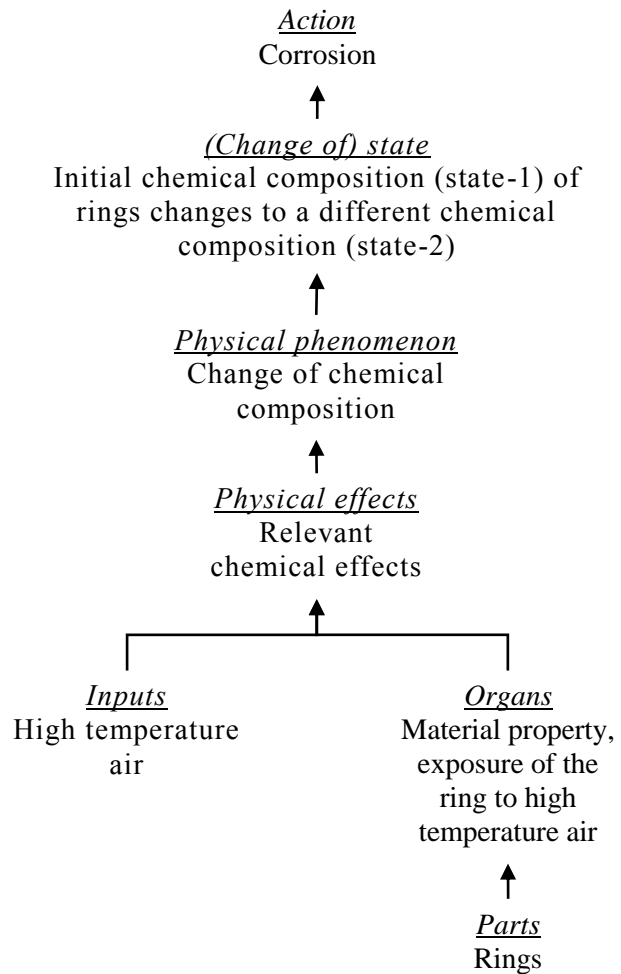 Action
Corrosion
(Change of) state
Initial chemical composition (state-1) of
rings changes to a different chemical
composition (state-2)
Physical phenomenon
Change of chemical
composition
Physical effects
Relevant
chemical effects
Inputs
High temperature
air
Organs
Material property,
exposure of the
ring to high
temperature air
Parts
Rings